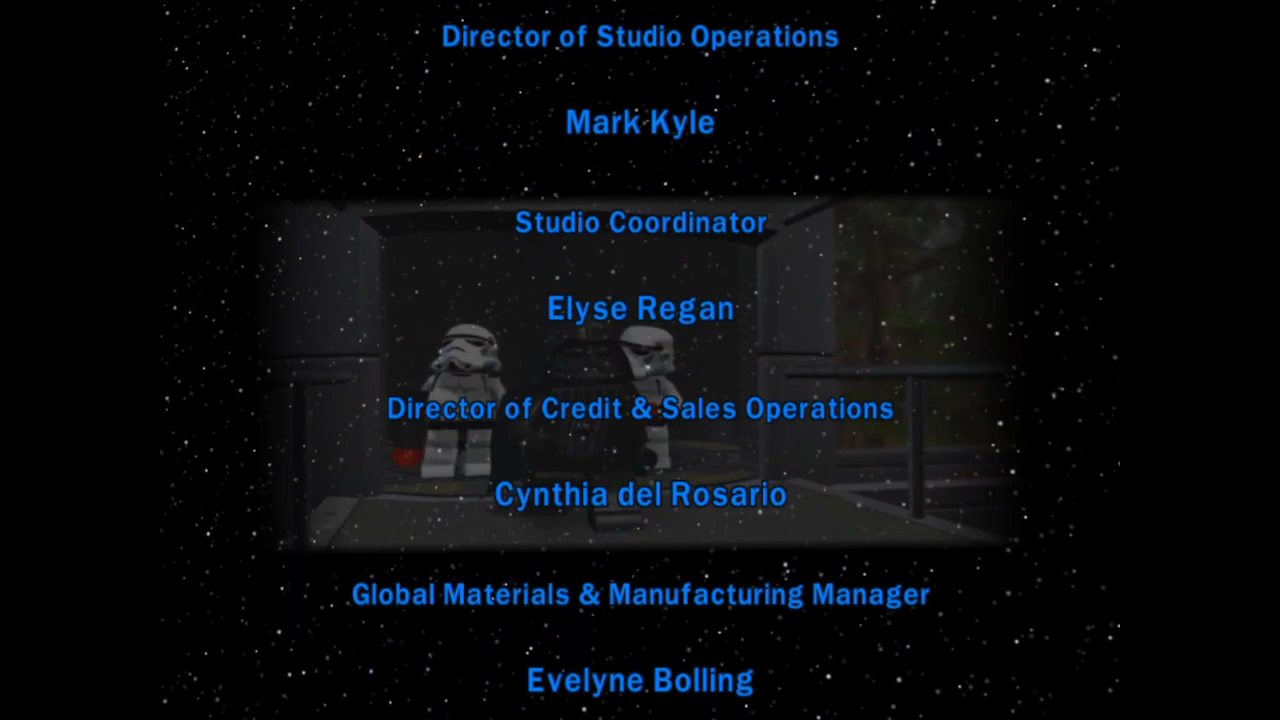 Director of Studio Operations
Mark Kyle
Studio Coordinator
Elyse Regan
Director of Credit & Sales Operations
Cynthia del Rosario
Global Materials & Manufacturing Manager
Evelyne Bolling